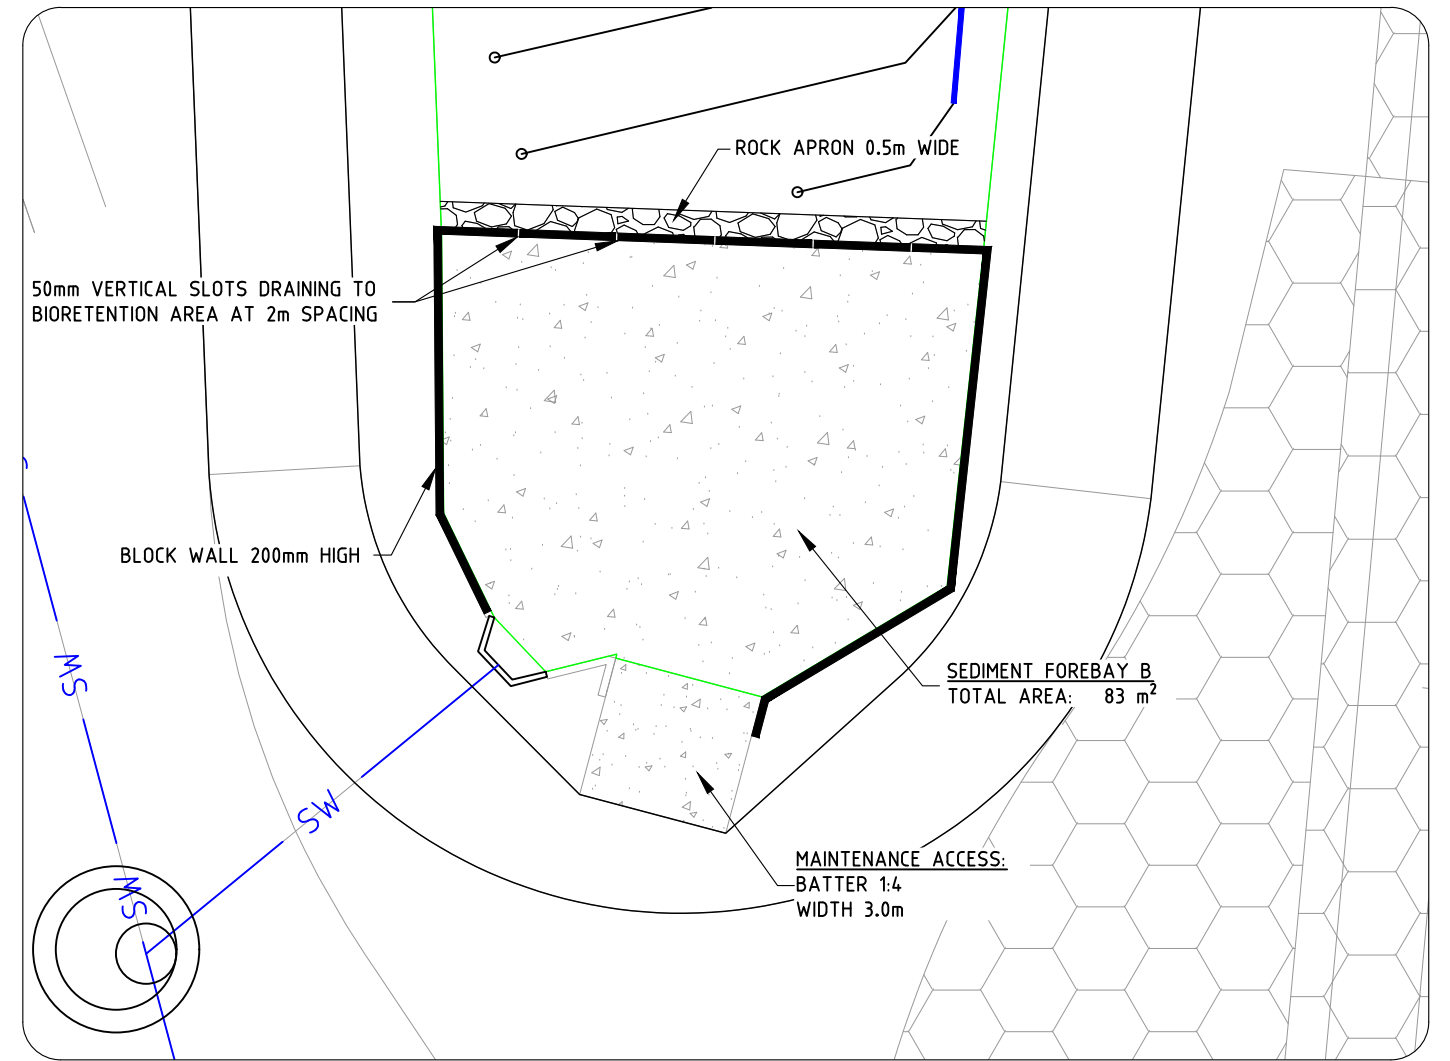 ROCK APRON 0.5m WIDE
50mm VERTICAL SLOTS DRAINING TO
BIORETENTION AREA AT 2m SPACING
BLOCK WALL 200mm HIGH
SEDIMENT FOREBAY B
TOTAL AREA: 83 m²
SW
SW
SW
MAINTENANCE ACCESS:
BATTER 1:4
WIDTH 3.0m